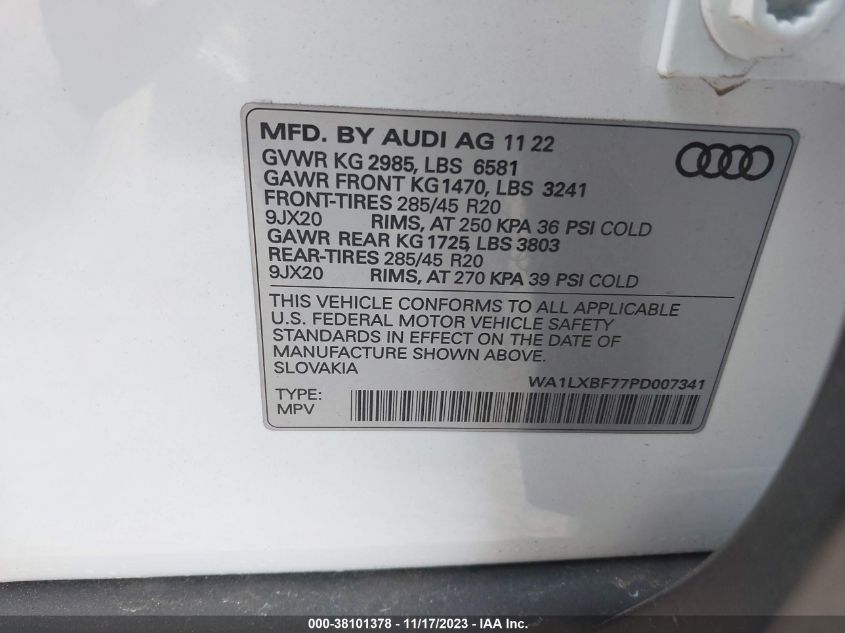 MFD. BY AUDI AG 11 22
GVWR KG 2985, LBS 6581
GAWR FRONT KG1470, LBS 3241
FRONT-TIRES 285/45 R20
9JX20 RIMS, AT 250 KPA 36 PSI COLD
GAWR REAR KG 1725, LBS 3803
REAR-TIRES 285/45 R20
9JX20 RIMS, AT 270 KPA 39 PSI COLD
THIS VEHICLE CONFORMS TO ALL APPLICABLE
U.S. FEDERAL MOTOR VEHICLE SAFETY
STANDARDS IN EFFECT ON THE DATE OF
MANUFACTURE SHOWN ABOVE.
SLOVAKIA
WA1LXBF77PD007341
TYPE:
MPV
000-38101378 - 11/17/2023 - IAA Inc.